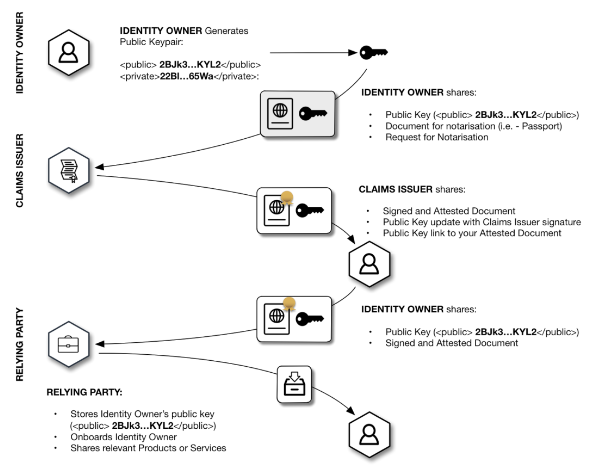 IDENTITY OWNER
IDENTITY OWNER Generates
Public Keypair:
<public> 2BJk3...KYL2</public>
<private>22BI...65Wa</private>:
IDENTITY OWNER shares:
• Public Key (<public> 2BJk3...KYL2</public>)
• Document for notarisation (i.e. - Passport)
• Request for Notarisation
CLAIMS ISSUER
CLAIMS ISSUER shares:
• Signed and Attested Document
• Public Key update with Claims Issuer signature
• Public Key link to your Attested Document
IDENTITY OWNER shares:
• Public Key (<public> 2BJk3...KYL2</public>)
• Signed and Attested Document
RELYING PARTY
RELYING PARTY:
• Stores Identity Owner's public key
(<public> 2BJk3...KYL2</public>)
• Onboards Identity Owner
• Shares relevant Products or Services